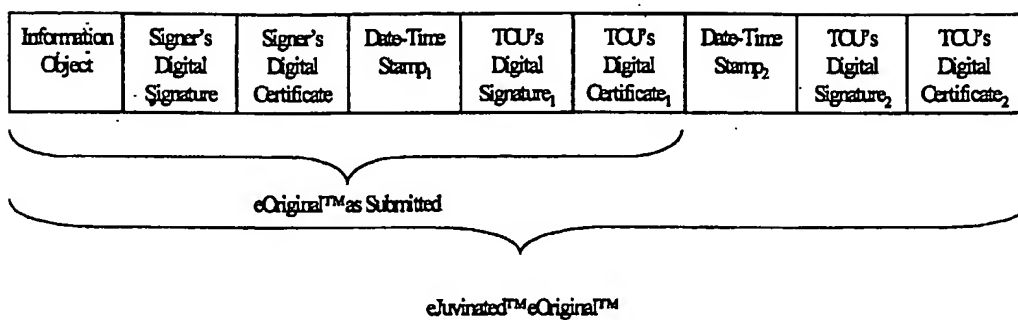 Information Object
Signer's Digital Signature
Signer's Digital Certificate
Date-Time Stamp1
TCU's Digital Signature1
TCU's Digital Certificate1
Date-Time Stamp2
TCU's Digital Signature2
TCU's Digital Certificate2
eOriginal™ as Submitted
eJuvinated™ eOriginal™